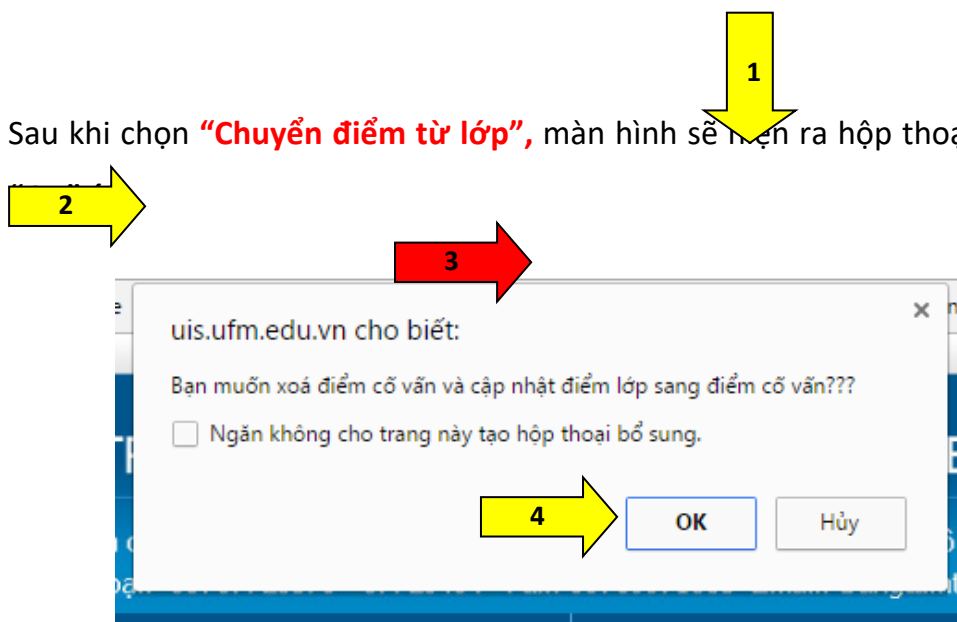 1
Sau khi chọn “Chuyển điểm từ lớp”, màn hình sẽ hiện ra hộp
2
3
uis.ufm.edu.vn cho biết:
Bạn muốn xoá điểm cố vấn và cập nhật điểm lớp sang điểm cố vấn???
Ngăn không cho trang này tạo hộp thoại bổ sung.
4
OK Hủy